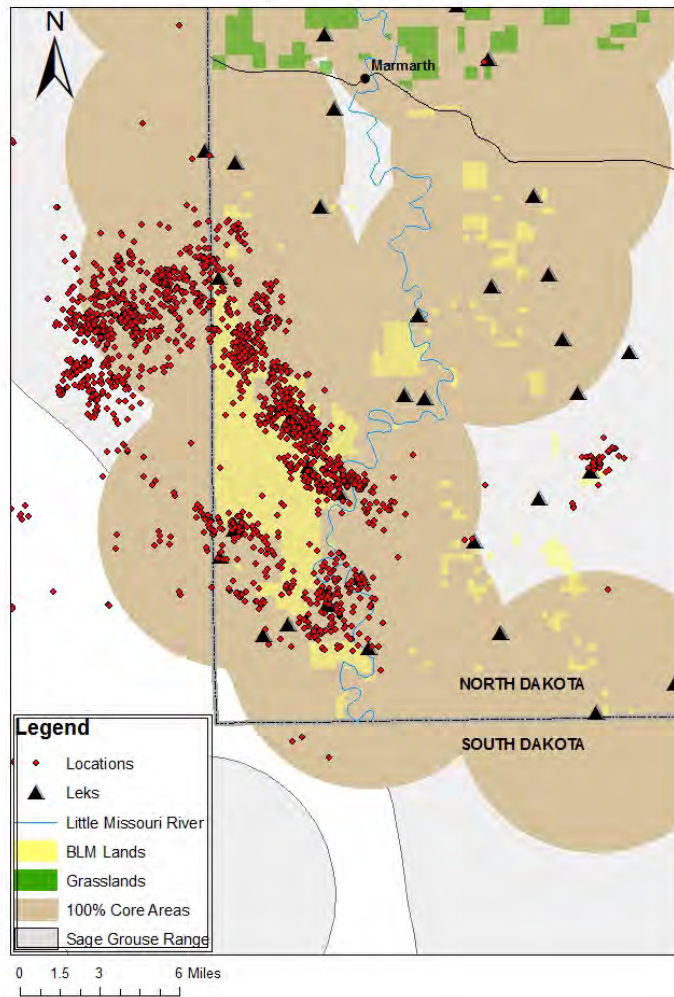 N
Marmarth
NORTH DAKOTA
SOUTH DAKOTA
Legend
Locations
Leks
Little Missouri River
BLM Lands
Grasslands
100% Core Areas
Sage Grouse Range
0 1.5 3 6 Miles